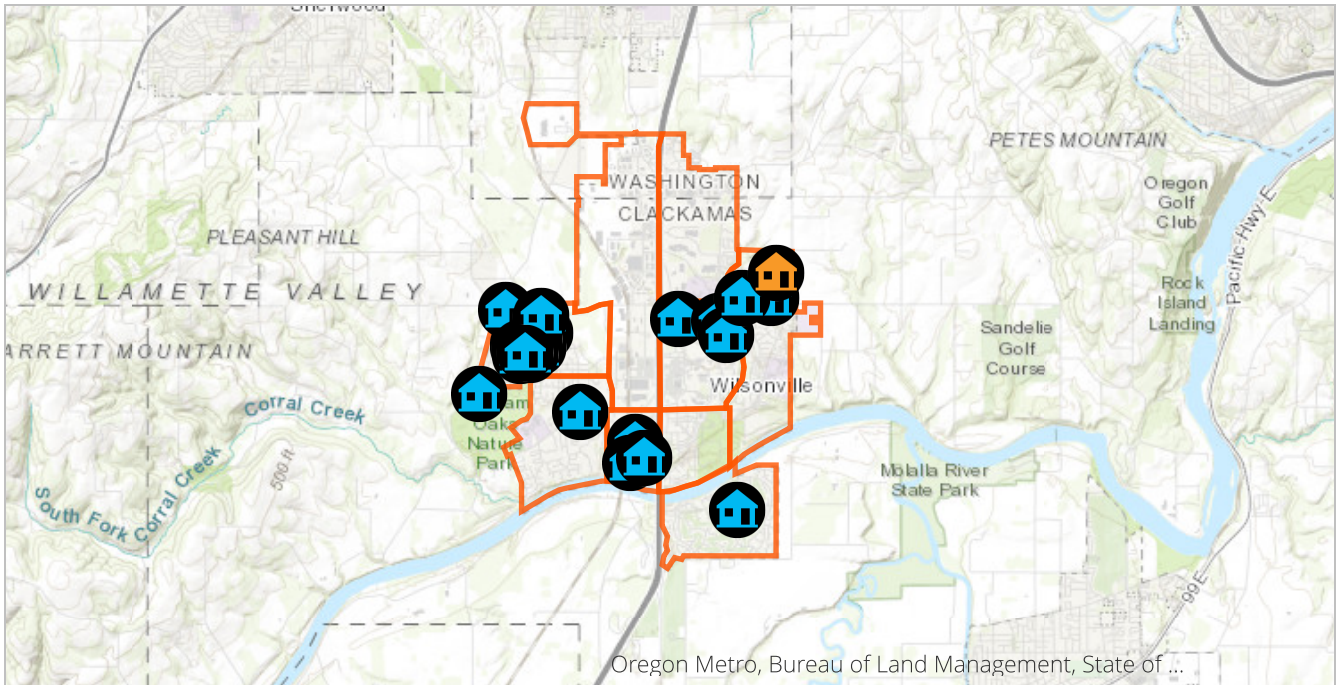 Sherwood
PETES MOUNTAIN
WASHINGTON
Oregon
Golf
Club
CLACKAMAS
Pacific-Hwy-E
PLEASANT HILL
WILLAMETTE VALLEY
Rock
Island
Landing
ARRETT MOUNTAIN
Sandelie
Golf
Course
Wilsonville
Corral Creek
Oaks
Nature
Park
500 ft
Molalla River
State Park
South Fork Corral Creek
99E
Oregon Metro, Bureau of Land Management, State of ...